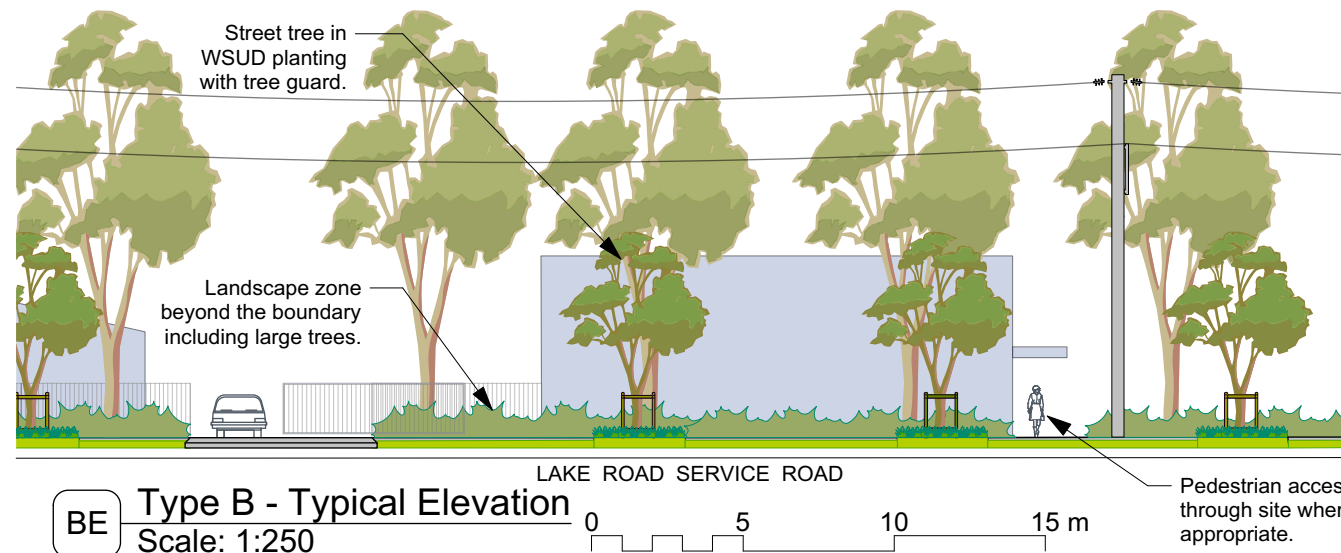 Street tree in
WSUD planting
with tree guard.
Landscape zone
beyond the boundary
including large trees.
LAKE ROAD SERVICE ROAD
Pedestrian
through site
appropriate.
BE
Type B - Typical Elevation
Scale: 1:250
0 5 10 15 m